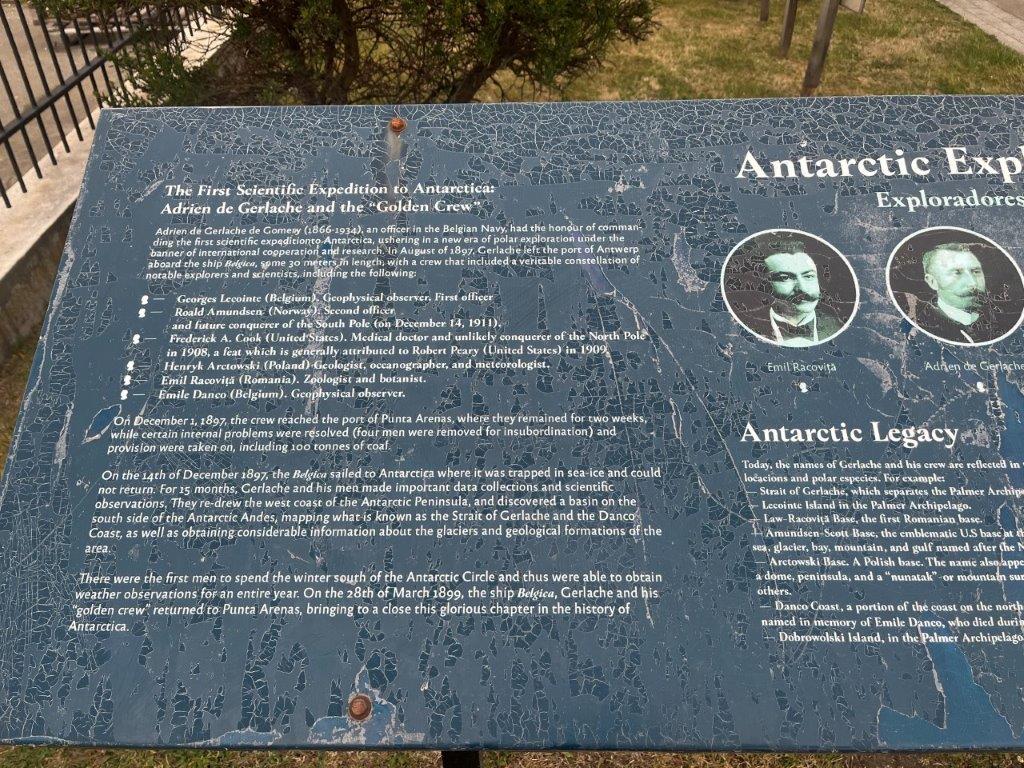 The First Scientific Expedition to Antarctica:
Adrien de Gerlache and the "Golden Crew"
Adrien de Gerlache de Gomery (1866-1934), an officer in the Belgian Navy, had the honour of comman-
ding the first scientific expedition to Antarctica, ushering in a new era of polar exploration under the
banner of international cooperation and research. In August of 1897, Gerlache left the port of Antwerp
aboard the ship Belgica, some 30 meters in length, with a crew that included a veritable constellation of
notable explorers and scientists, including the following:
— Georges Lecointe (Belgium). Geophysical observer. First officer
— Roald Amundsen (Norway). Second officer
and future conquerer of the South Pole (on December 14, 1911).
— Frederick A. Cook (United States). Medical doctor and unlikely conquerer of the North Pole
in 1908, a feat which is generally attributed to Robert Peary (United States) in 1909.
— Henryk Arctowski (Poland) Geologist, oceanographer, and meteorologist.
— Emil Racoviţă (Romania). Zoologist and botanist.
— Emile Danco (Belgium). Geophysical observer.
On December 1, 1897, the crew reached the port of Punta Arenas, where they remained for two weeks,
while certain internal problems were resolved (four men were removed for insubordination) and
provision were taken on, including 100 tonnes of coal.
On the 14th of December 1897, the Belgica sailed to Antarctica where it was trapped in sea-ice and could
not return. For 15 months, Gerlache and his men made important data collections and scientific
observations. They re-drew the west coast of the Antarctic Peninsula, and discovered a basin on the
south side of the Antarctic Andes, mapping what is known as the Strait of Gerlache and the Danco
Coast, as well as obtaining considerable information about the glaciers and geological formations of the
area.
There were the first men to spend the winter south of the Antarctic Circle and thus were able to obtain
weather observations for an entire year. On the 28th of March 1899, the ship Belgica, Gerlache and his
"golden crew" returned to Punta Arenas, bringing to a close this glorious chapter in the history of
Antarctica.
Antarctic Expl
Exploradores
Emil Racoviţă
Adrien de Gerlache
Antarctic Legacy
Today, the names of Gerlache and his crew are reflected in
locacions and polar especies. For example:
— Strait of Gerlache, which separates the Palmer Archip
Lecointe Island in the Palmer Archipelago.
— Law-Racoviţă Base, the first Romanian base.
— Amundsen-Scott Base, the emblematic U.S base at
sea, glacier, bay, mountain, and gulf named after the N
— Arctowski Base. A Polish base. The name also appe
a dome, peninsula, and a "nunatak" or mountain su
others.
— Danco Coast, a portion of the coast on the north
named in memory of Emile Danco, who died duri
— Dobrowolski Island, in the Palmer Archipelago